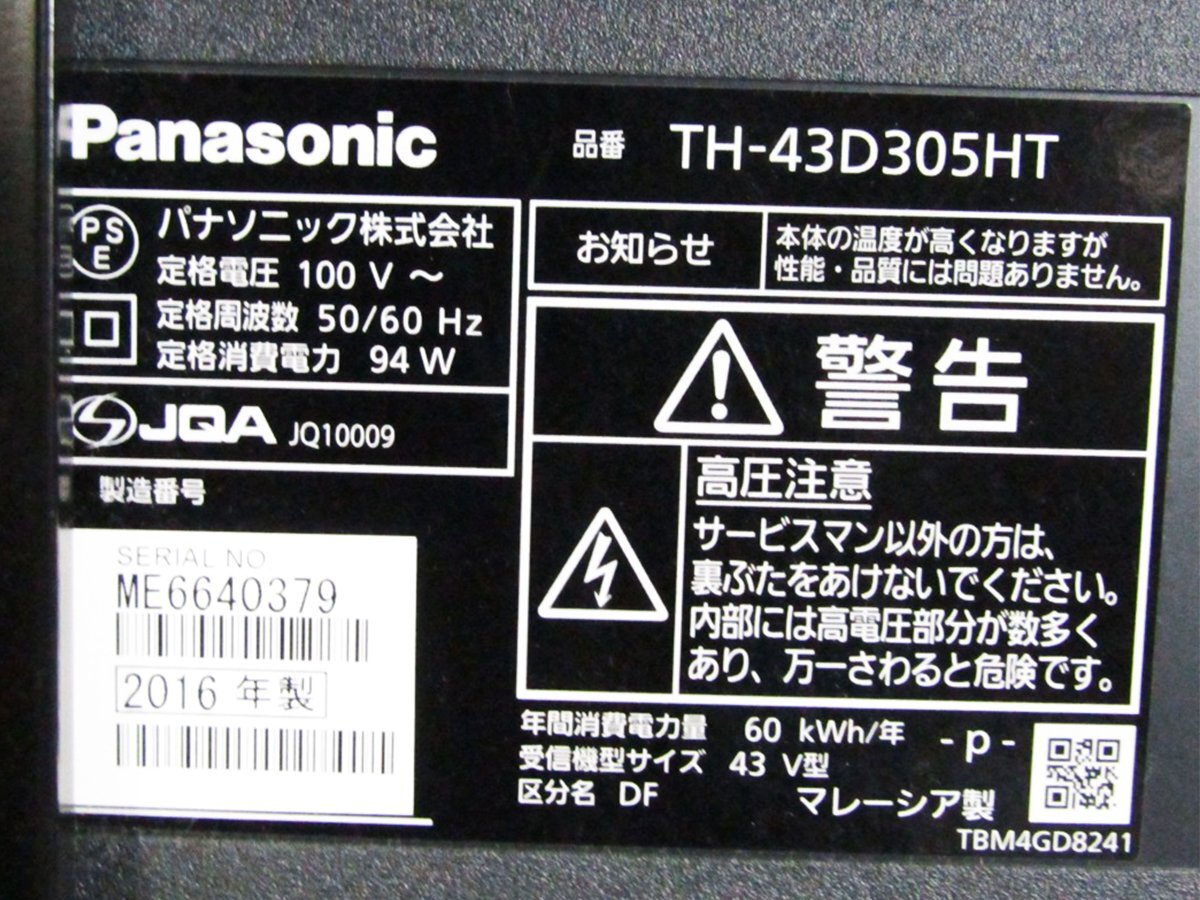 Panasonic
品番 TH-43D305HT
PS
E
パナソニック株式会社
定格電圧 100 V ～
定格周波数 50/60 Hz
定格消費電力 94 W
JQA JQ10009
製造番号
SERIAL NO
ME6640379
2016 年製
お知らせ
本体の温度が高くなりますが
性能・品質には問題ありません。
警告
高圧注意
サービスマン以外の方は、
裏ぶたをあけないでください。
内部には高電圧部分が数多く
あり、万一さわると危険です。
年間消費電力量 60 kWh/年
受信機型サイズ 43 V型
区分名 DF
- p -
マレーシア製
TBM4GD8241